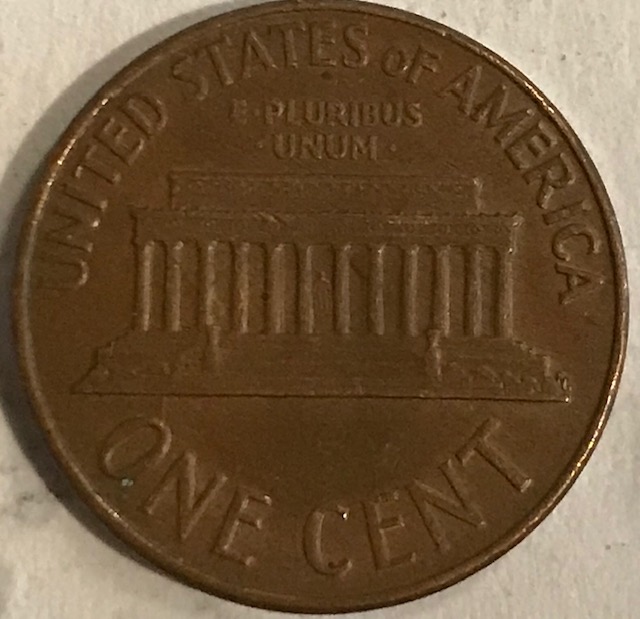 UNITED STATES OF AMERICA
E·PLURIBUS
·UNUM·
ONE CENT